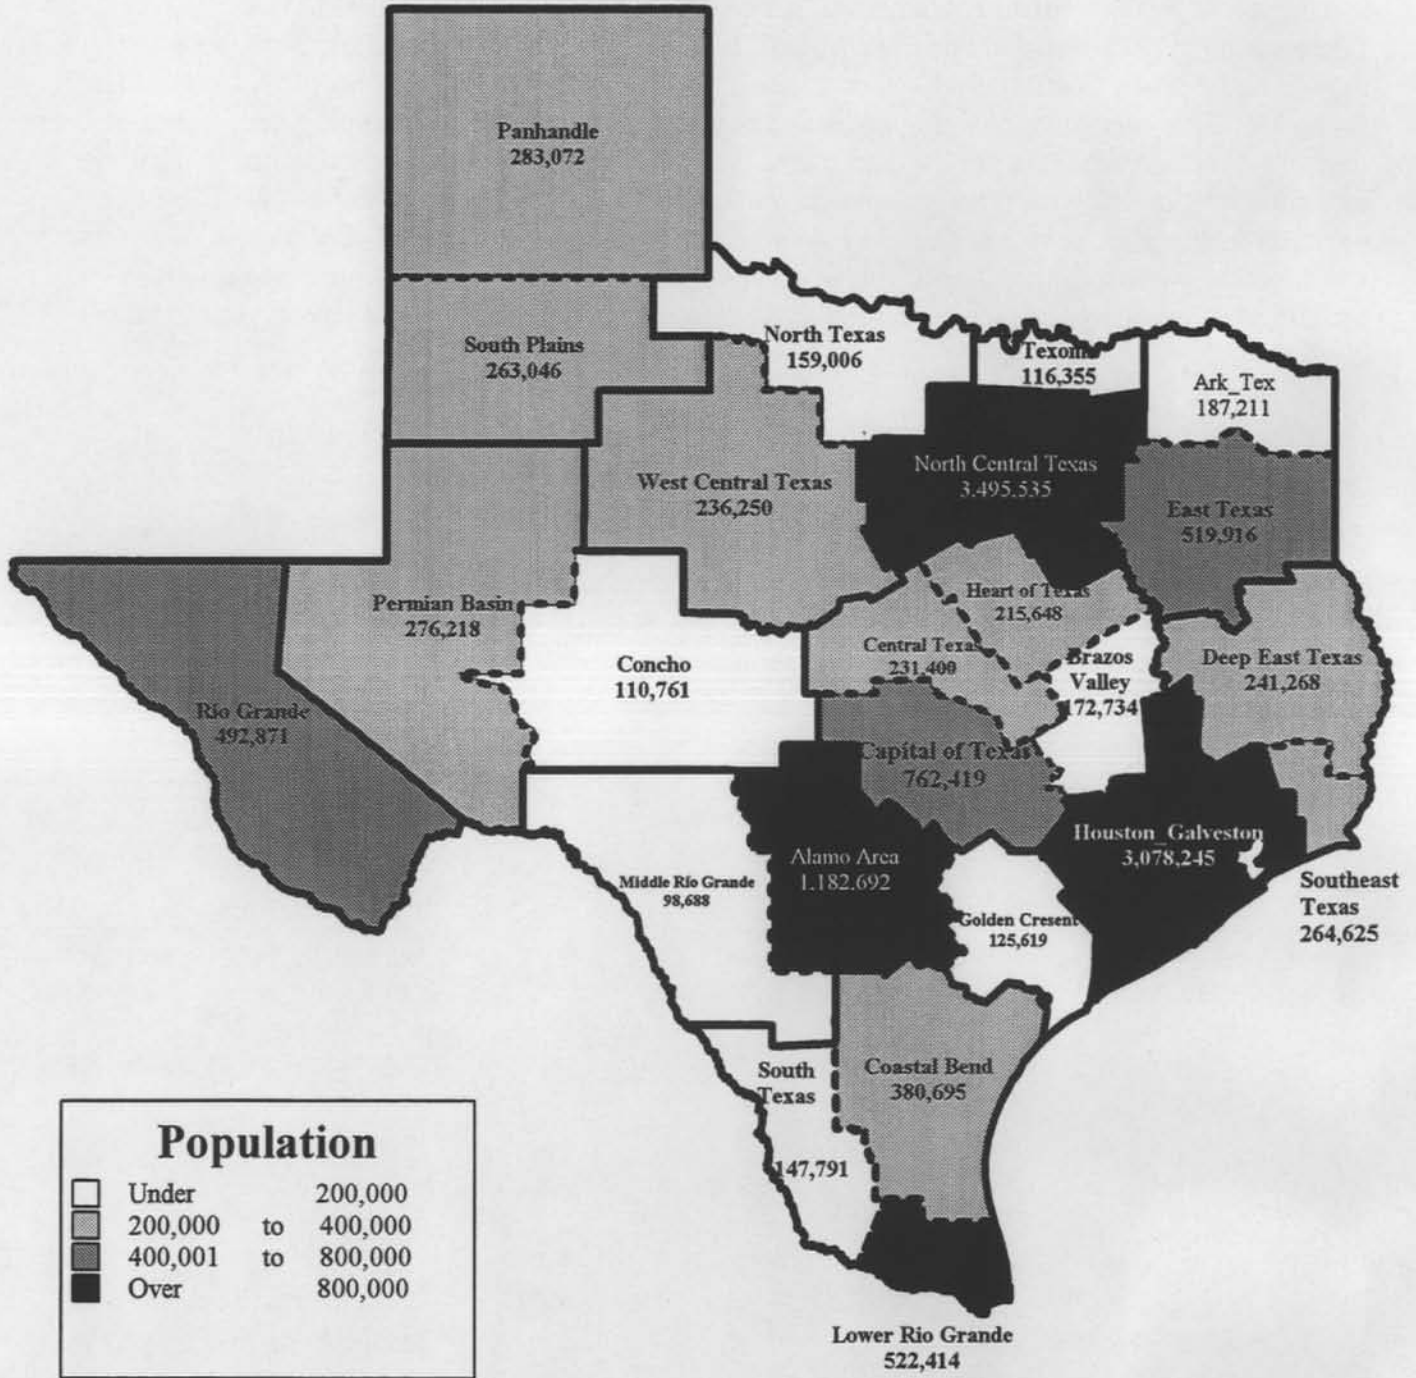 Panhandle
283,072
South Plains
263,046
North Texas
159,006
Texoma
116,355
Ark_Tex
187,211
West Central Texas
236,250
North Central Texas
3.495.535
East Texas
519,916
Permian Basin
276,218
Heart of Texas
215,648
Central Texas
231,400
Concho
110,761
Brazos
Valley
172,734
Deep East Texas
241,268
Río Grande
492,871
Capital of Texas
762,419
Houston_Galveston
3,078,245
Alamo Area
1.182.692
Middle Río Grande
98,688
Golden Cresent
125,619
Southeast
Texas
264,625
South
Texas
147,791
Coastal Bend
380,695
Lower Rio Grande
522,414
Population
Under 200,000
200,000 to 400,000
400,001 to 800,000
Over 800,000